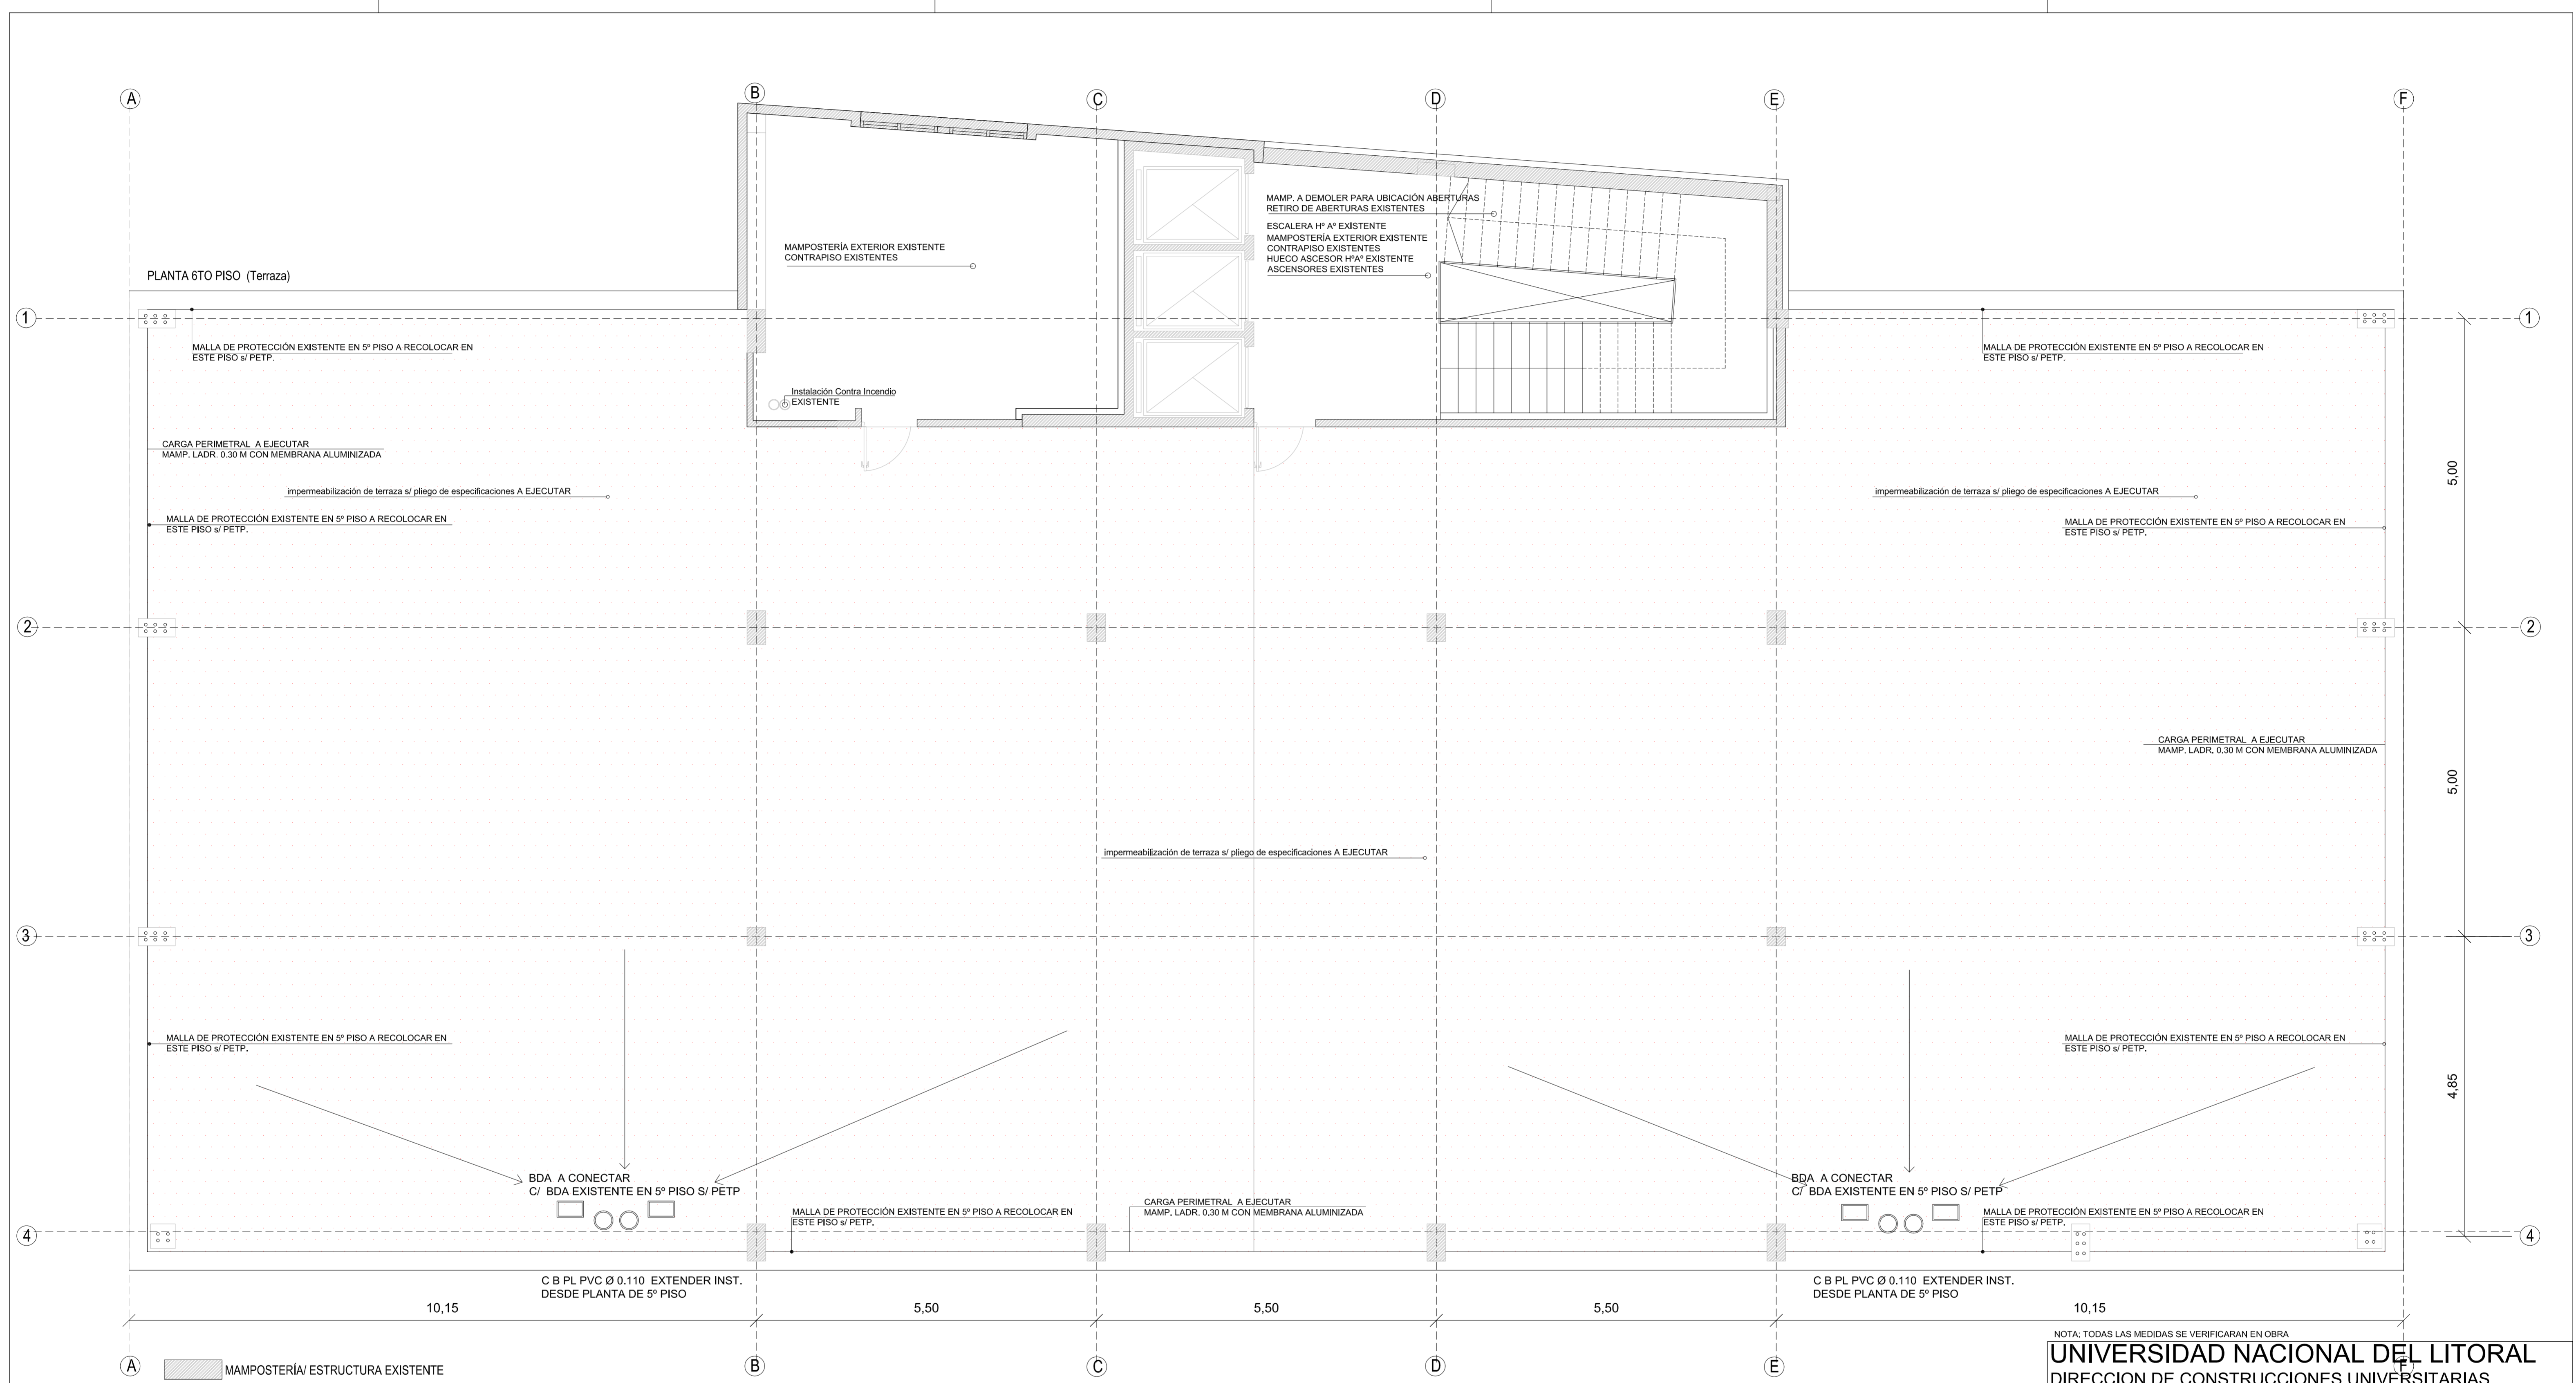 A
B
C
D
E
F
MAMP. A DEMOLER PARA UBICACIÓN ABERTURAS
RETIRO DE ABERTURAS EXISTENTES
ESCALERA Hº Aº EXISTENTE
MAMPOSTERÍA EXTERIOR EXISTENTE
CONTRAPISO EXISTENTES
HUECO ASCESOR HºAº EXISTENTE
ASCENSORES EXISTENTES
MAMPOSTERÍA EXTERIOR EXISTENTE
CONTRAPISO EXISTENTES
PLANTA 6TO PISO (Terraza)
1
1
MALLA DE PROTECCIÓN EXISTENTE EN 5º PISO A RECOLOCAR EN
ESTE PISO s/ PETP.
MALLA DE PROTECCIÓN EXISTENTE EN 5º PISO A RECOLOCAR EN
ESTE PISO s/ PETP.
Instalación Contra Incendio
EXISTENTE
CARGA PERIMETRAL A EJECUTAR
MAMP. LADR. 0.30 M CON MEMBRANA ALUMINIZADA
5,00
impermeabilización de terraza s/ pliego de especificaciones A EJECUTAR
impermeabilización de terraza s/ pliego de especificaciones A EJECUTAR
MALLA DE PROTECCIÓN EXISTENTE EN 5º PISO A RECOLOCAR EN
ESTE PISO s/ PETP.
MALLA DE PROTECCIÓN EXISTENTE EN 5º PISO A RECOLOCAR EN
ESTE PISO s/ PETP.
2
2
CARGA PERIMETRAL A EJECUTAR
MAMP. LADR. 0.30 M CON MEMBRANA ALUMINIZADA
5,00
impermeabilización de terraza s/ pliego de especificaciones A EJECUTAR
3
3
MALLA DE PROTECCIÓN EXISTENTE EN 5º PISO A RECOLOCAR EN
ESTE PISO s/ PETP.
MALLA DE PROTECCIÓN EXISTENTE EN 5º PISO A RECOLOCAR EN
ESTE PISO s/ PETP.
4,85
BDA A CONECTAR
C/ BDA EXISTENTE EN 5º PISO S/ PETP
BDA A CONECTAR
C/ BDA EXISTENTE EN 5º PISO S/ PETP
MALLA DE PROTECCIÓN EXISTENTE EN 5º PISO A RECOLOCAR EN
ESTE PISO s/ PETP.
CARGA PERIMETRAL A EJECUTAR
MAMP. LADR. 0.30 M CON MEMBRANA ALUMINIZADA
MALLA DE PROTECCIÓN EXISTENTE EN 5º PISO A RECOLOCAR EN
ESTE PISO s/ PETP.
4
4
C B PL PVC Ø 0.110 EXTENDER INST.
DESDE PLANTA DE 5º PISO
C B PL PVC Ø 0.110 EXTENDER INST.
DESDE PLANTA DE 5º PISO
10,15
5,50
5,50
5,50
10,15
NOTA: TODAS LAS MEDIDAS SE VERIFICARAN EN OBRA
A
B
C
D
E
F
MAMPOSTERÍA/ ESTRUCTURA EXISTENTE
UNIVERSIDAD NACIONAL DEL LITORAL
DIRECCION DE CONSTRUCCIONES UNIVERSITARIAS